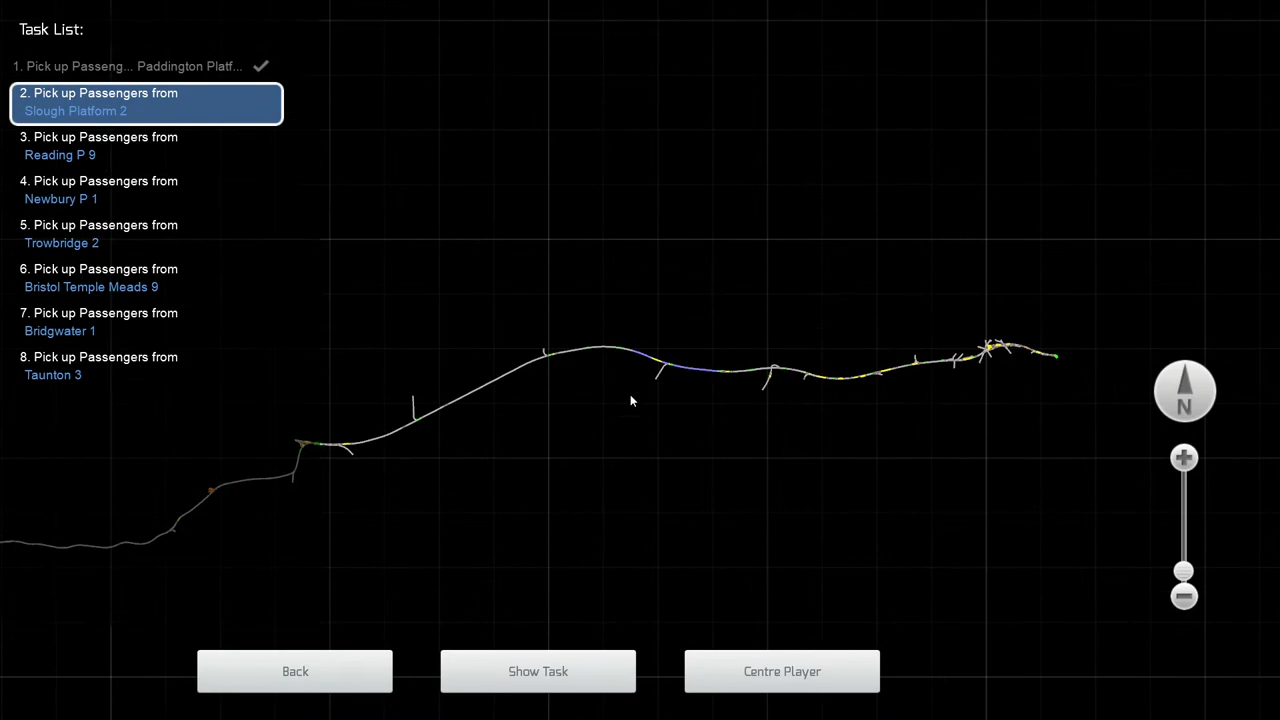 Task List:
1. Pick up Passeng... Paddington Platf...
2. Pick up Passengers from
Slough Platform 2
3. Pick up Passengers from
Reading P 9
4. Pick up Passengers from
Newbury P 1
5. Pick up Passengers from
Trowbridge 2
6. Pick up Passengers from
Bristol Temple Meads 9
7. Pick up Passengers from
Bridgwater 1
8. Pick up Passengers from
Taunton 3
N
Back
Show Task
Centre Player